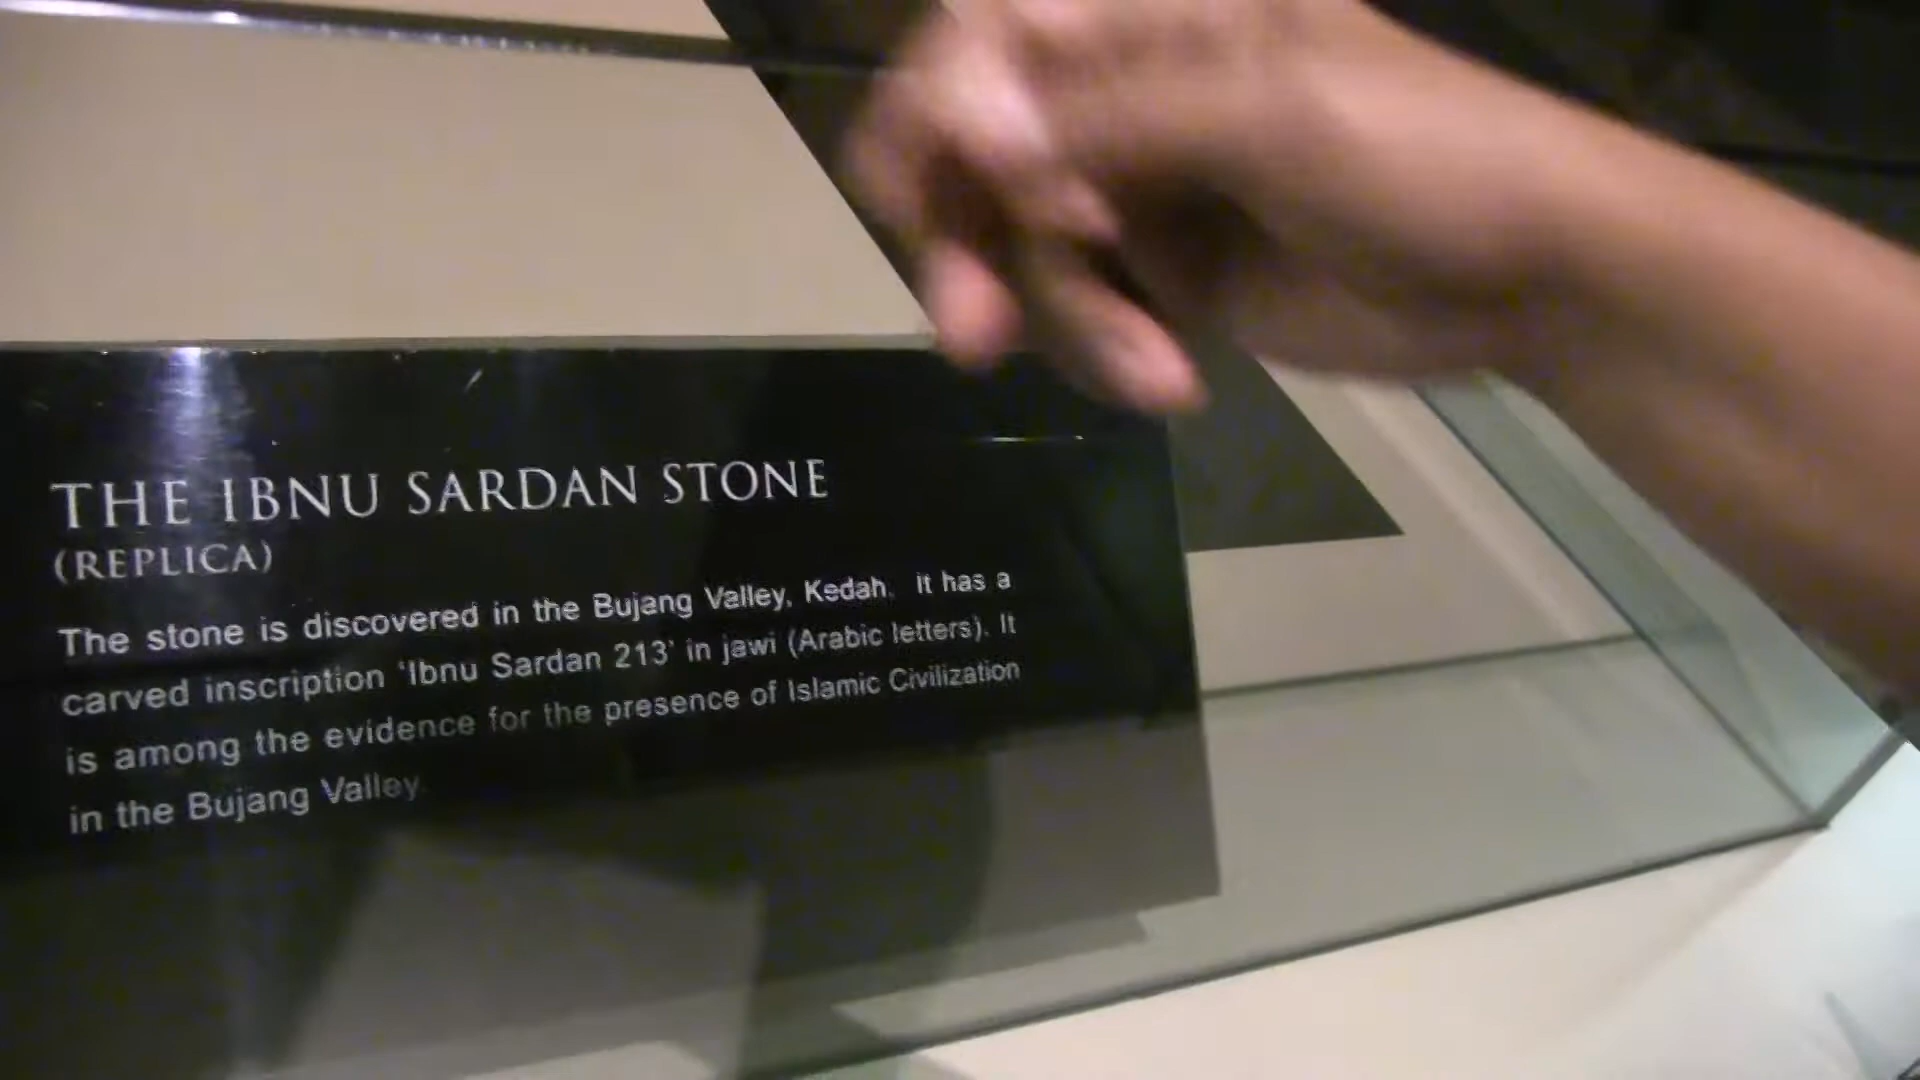 THE IBNU SARDAN STONE
(REPLICA)
The stone is discovered in the Bujang Valley, Kedah. It has a
carved inscription ‘Ibnu Sardan 213’ in jawi (Arabic letters). It
is among the evidence for the presence of Islamic Civilization
in the Bujang Valley.